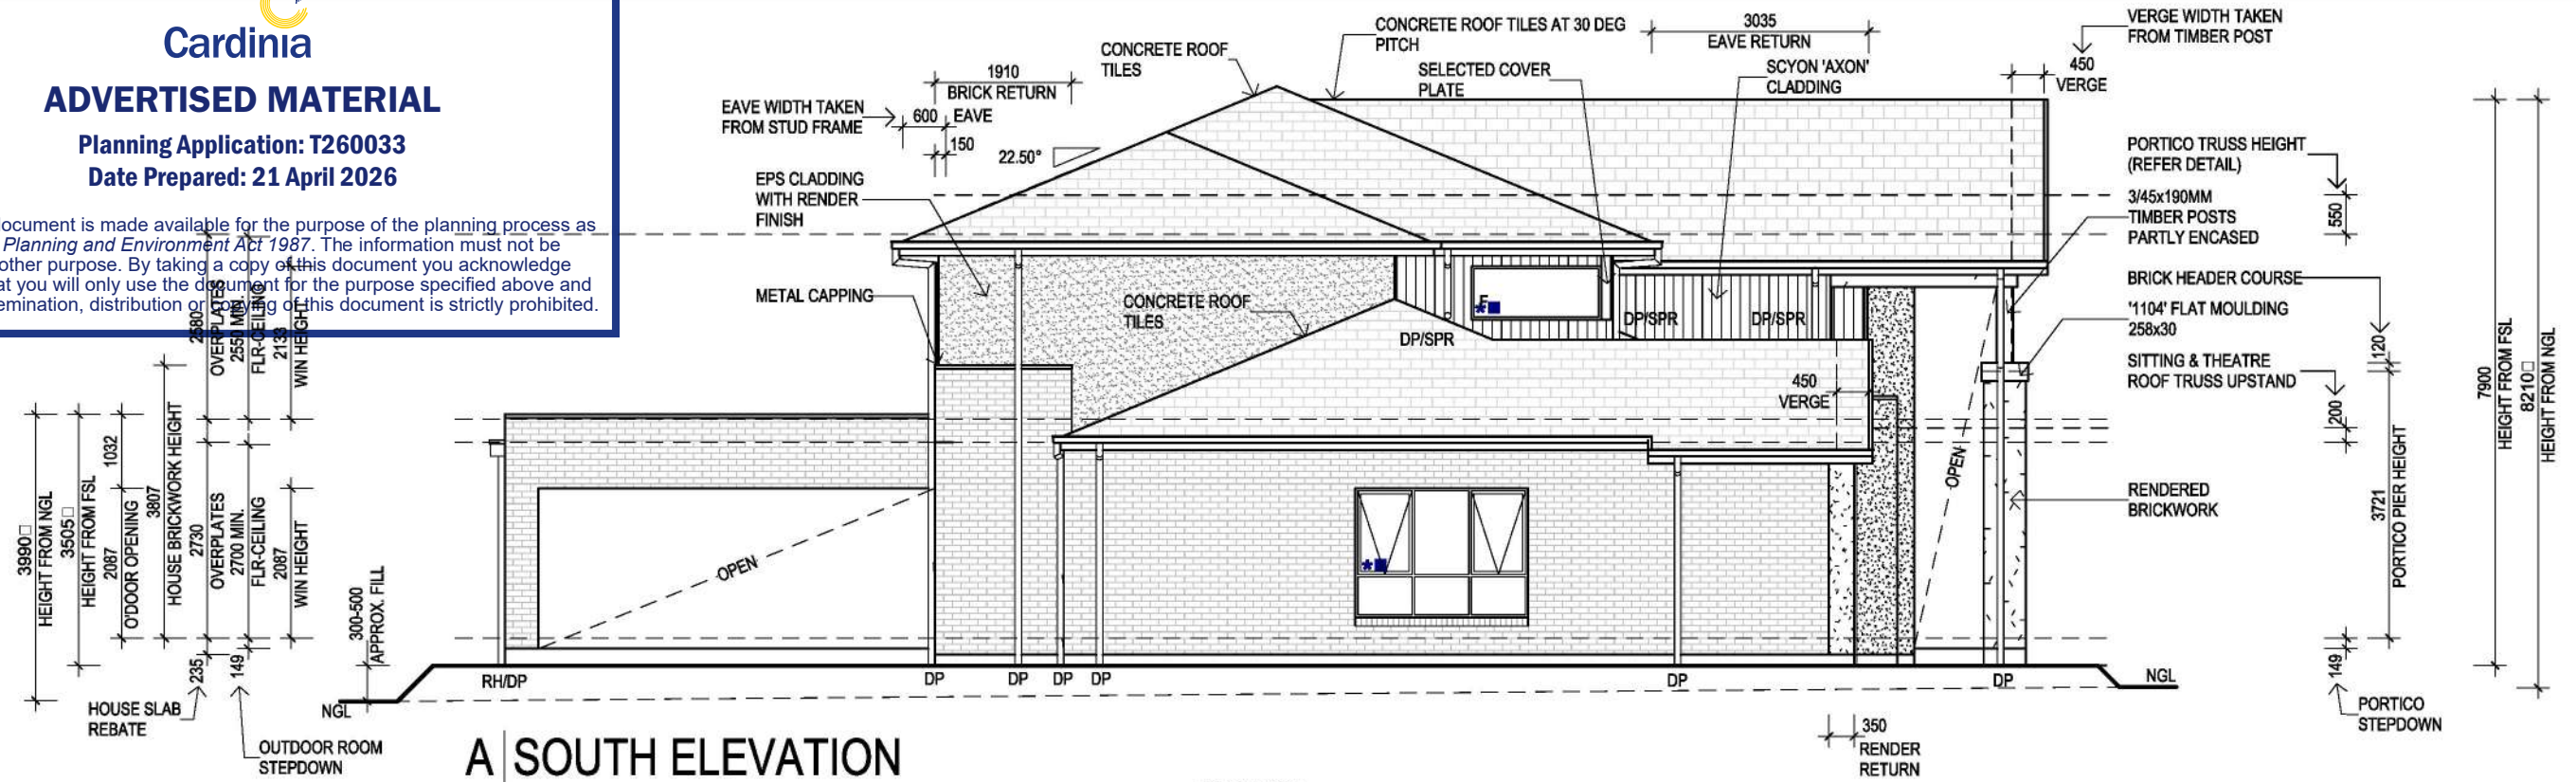 Cardinia
ADVERTISED MATERIAL
Planning Application: T260033
Date Prepared: 21 April 2026
ocument is made available for the purpose of the planning process as
Planning and Environment Act 1987. The information must not be
other purpose. By taking a copy of this document you acknowledge
at you will only use the document for the purpose specified above and
emination, distribution or copying of this document is strictly prohibited.
EAVE WIDTH TAKEN
FROM STUD FRAME
1910
BRICK RETURN
600 EAVE
150
22.50°
CONCRETE ROOF
TILES
CONCRETE ROOF TILES AT 30 DEG
PITCH
SELECTED COVER
PLATE
3035
EAVE RETURN
SCYON 'AXON'
CLADDING
VERGE WIDTH TAKEN
FROM TIMBER POST
450
VERGE
EPS CLADDING
WITH RENDER
FINISH
METAL CAPPING
CONCRETE ROOF
TILES
F
*
DP/SPR
DP/SPR
DP/SPR
450
VERGE
OPEN
OPEN
*
PORTICO TRUSS HEIGHT
(REFER DETAIL)
3/45x190MM
TIMBER POSTS
PARTLY ENCASED
BRICK HEADER COURSE
'1104' FLAT MOULDING
258x30
SITTING & THEATRE
ROOF TRUSS UPSTAND
RENDERED
BRICKWORK
550
120
200
3721
PORTICO PIER HEIGHT
149
PORTICO
STEPDOWN
7900
HEIGHT FROM FSL
8210□
HEIGHT FROM NGL
3990□
HEIGHT FROM NGL
3505□
HEIGHT FROM FSL
1032
2087
O'DOOR OPENING
3807
HOUSE BRICKWORK HEIGHT
2580
OVERPLATES
2550 MIN.
FLR-CEILING
2133
WIN HEIGHT
2730
OVERPLATES
2700 MIN.
FLR-CEILING
2087
WIN HEIGHT
300-500
APPROX. FILL
235
149
HOUSE SLAB
REBATE
OUTDOOR ROOM
STEPDOWN
NGL
RH/DP
DP
DP
DP
DP
DP
DP
NGL
350
RENDER
RETURN
A SOUTH ELEVATION